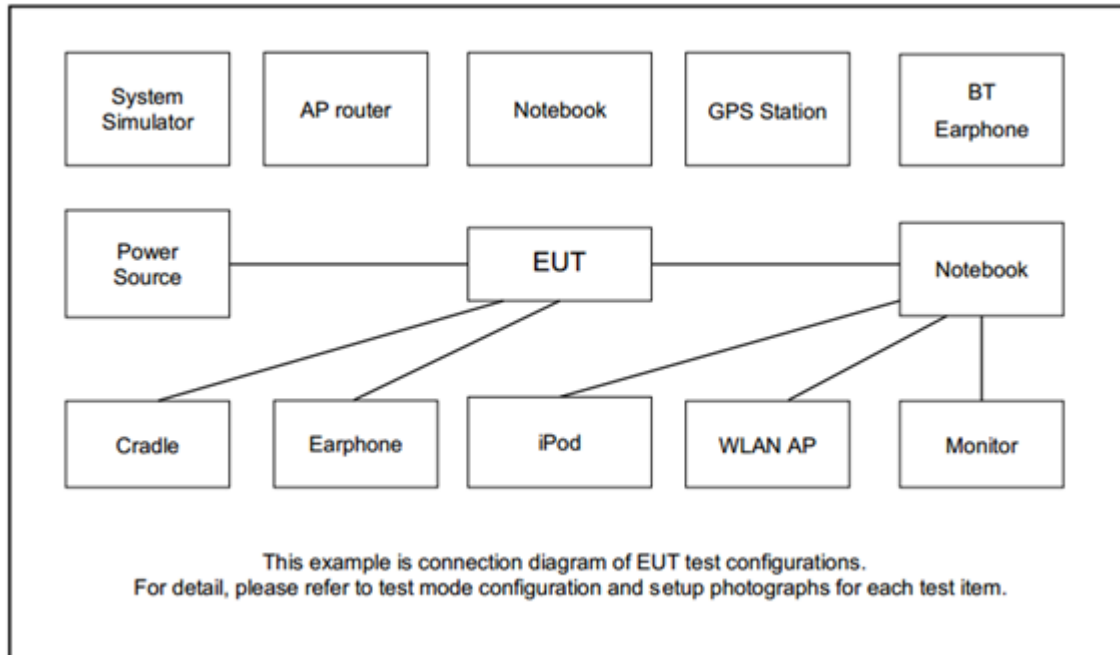 System
Simulator
AP router
Notebook
GPS Station
BT
Earphone
Power
Source
EUT
Notebook
Cradle
Earphone
iPod
WLAN AP
Monitor
This example is connection diagram of EUT test configurations.
For detail, please refer to test mode configuration and setup photographs for each test item.